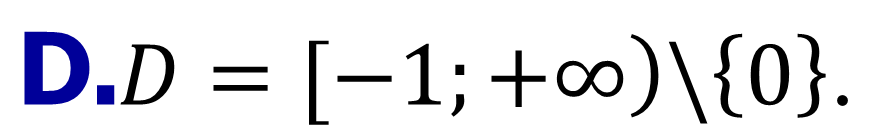 D. D = [−1; +∞)\{0}.